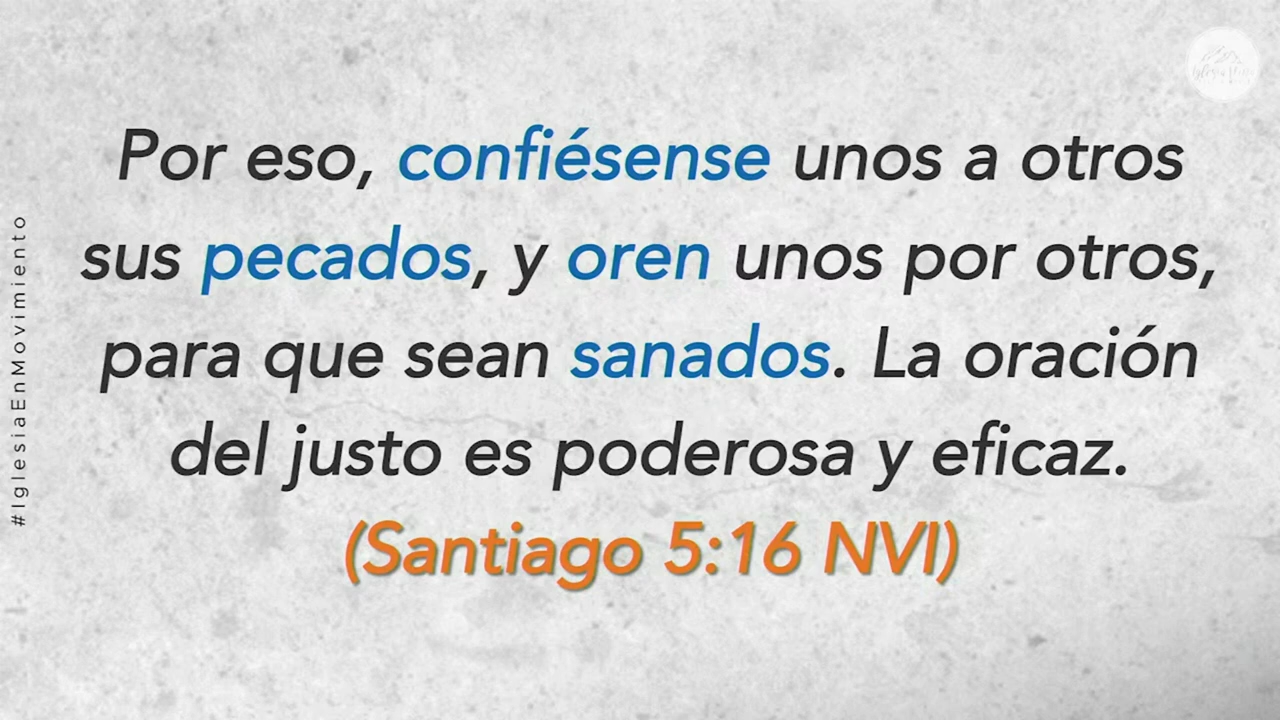 Por eso, confiésense unos a otros
sus pecados, y oren unos por otros,
para que sean sanados. La oración
del justo es poderosa y eficaz.
(Santiago 5:16 NVI)
#IglesiaEnMovimiento